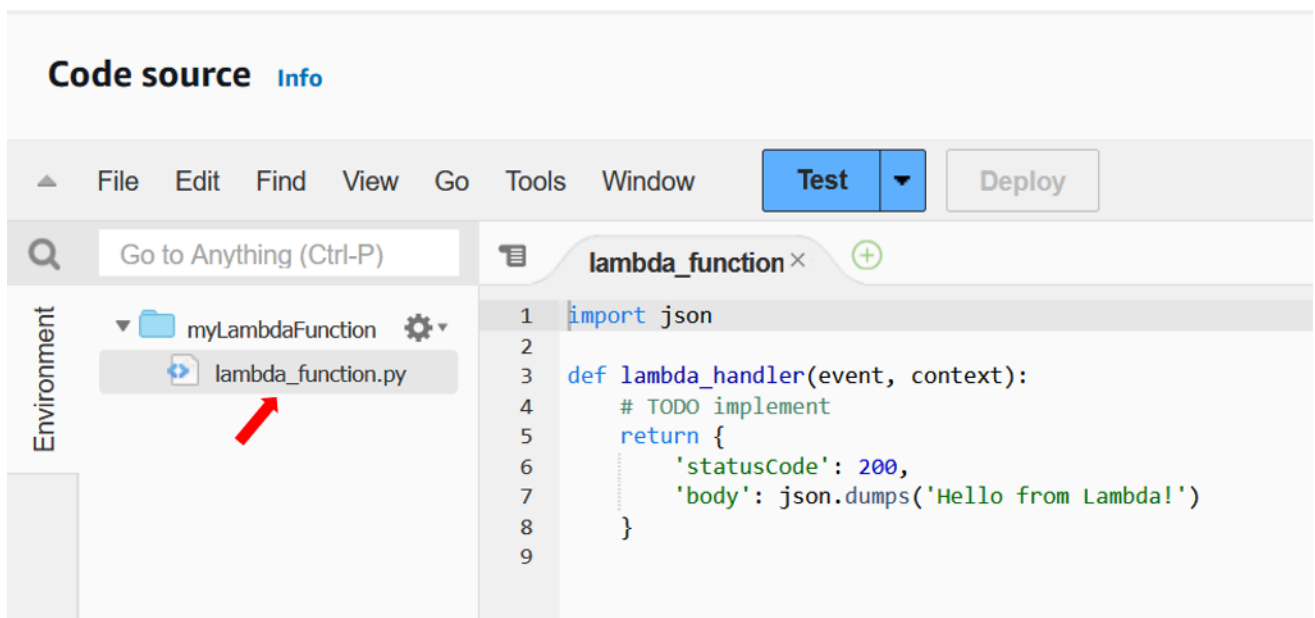 Code source Info
File Edit Find View Go Tools Window Test Deploy
Go to Anything (Ctrl-P)
lambda_function ×
Environment
myLambdaFunction
lambda_function.py
1 import json
2
3 def lambda_handler(event, context):
4     # TODO implement
5     return {
6         'statusCode': 200,
7         'body': json.dumps('Hello from Lambda!')
8     }
9